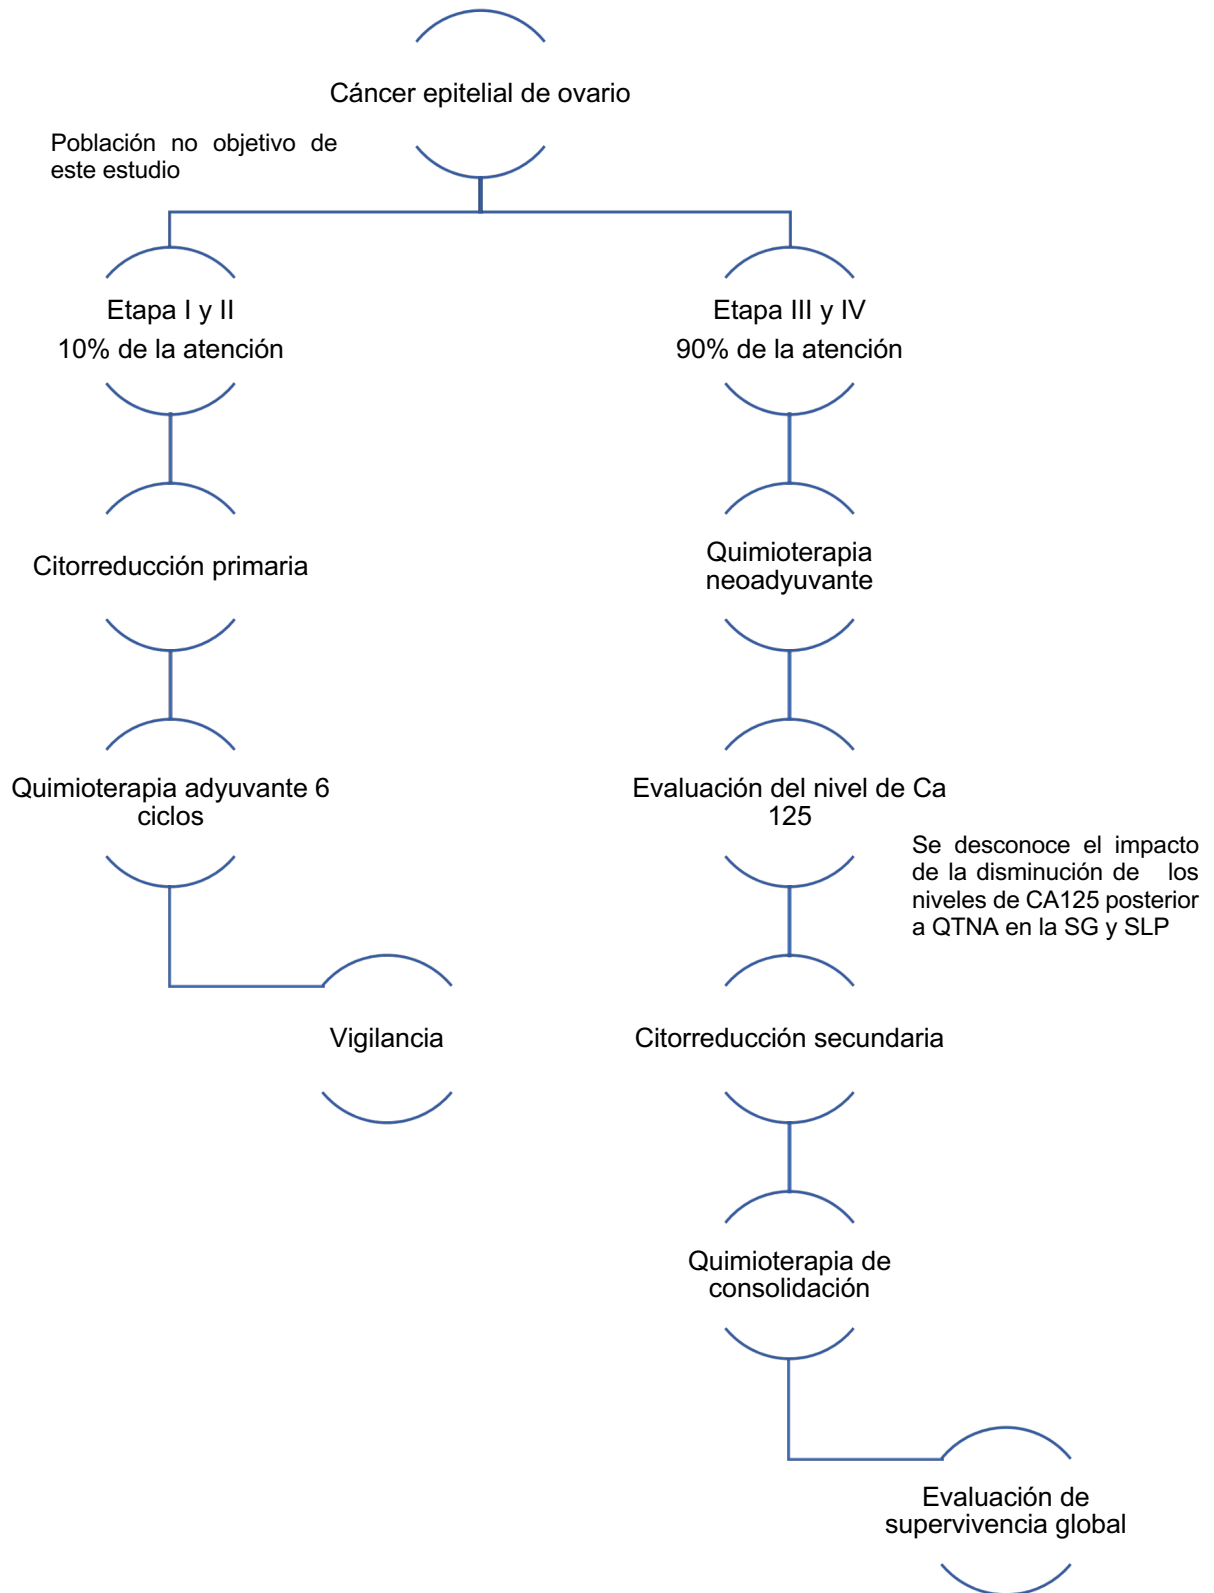 Cáncer epitelial de ovario
Población no objetivo de
este estudio
Etapa I y II
10% de la atención
Etapa III y IV
90% de la atención
Citorreducción primaria
Quimioterapia
neoadyuvante
Quimioterapia adyuvante 6
ciclos
Evaluación del nivel de Ca
125
Se desconoce el impacto
de la disminución de los
niveles de CA125 posterior
a QTNA en la SG y SLP
Vigilancia
Citorreducción secundaria
Quimioterapia de
consolidación
Evaluación de
supervivencia global